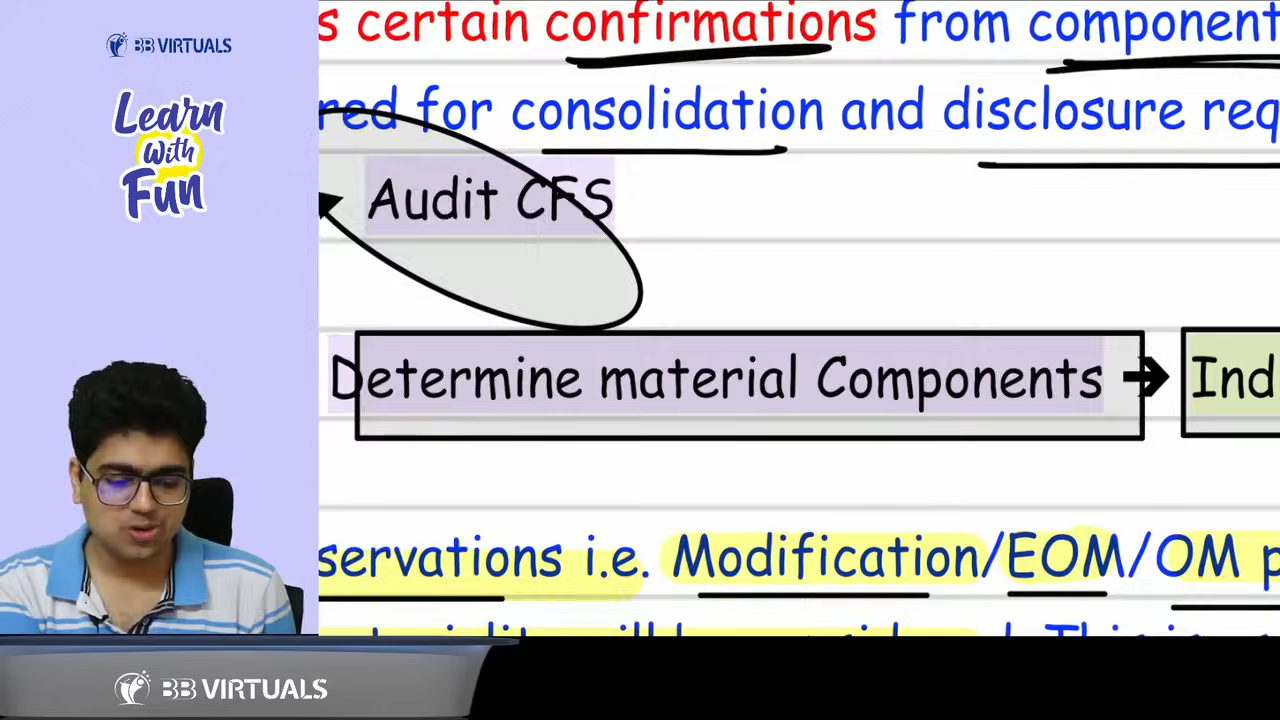 BB VIRTUALS
Learn
With
Fun
s certain confirmations from component
red for consolidation and disclosure req
Audit CFS
Determine material Components → Ind
servations i.e. Modification/EOM/OM p
BB VIRTUALS